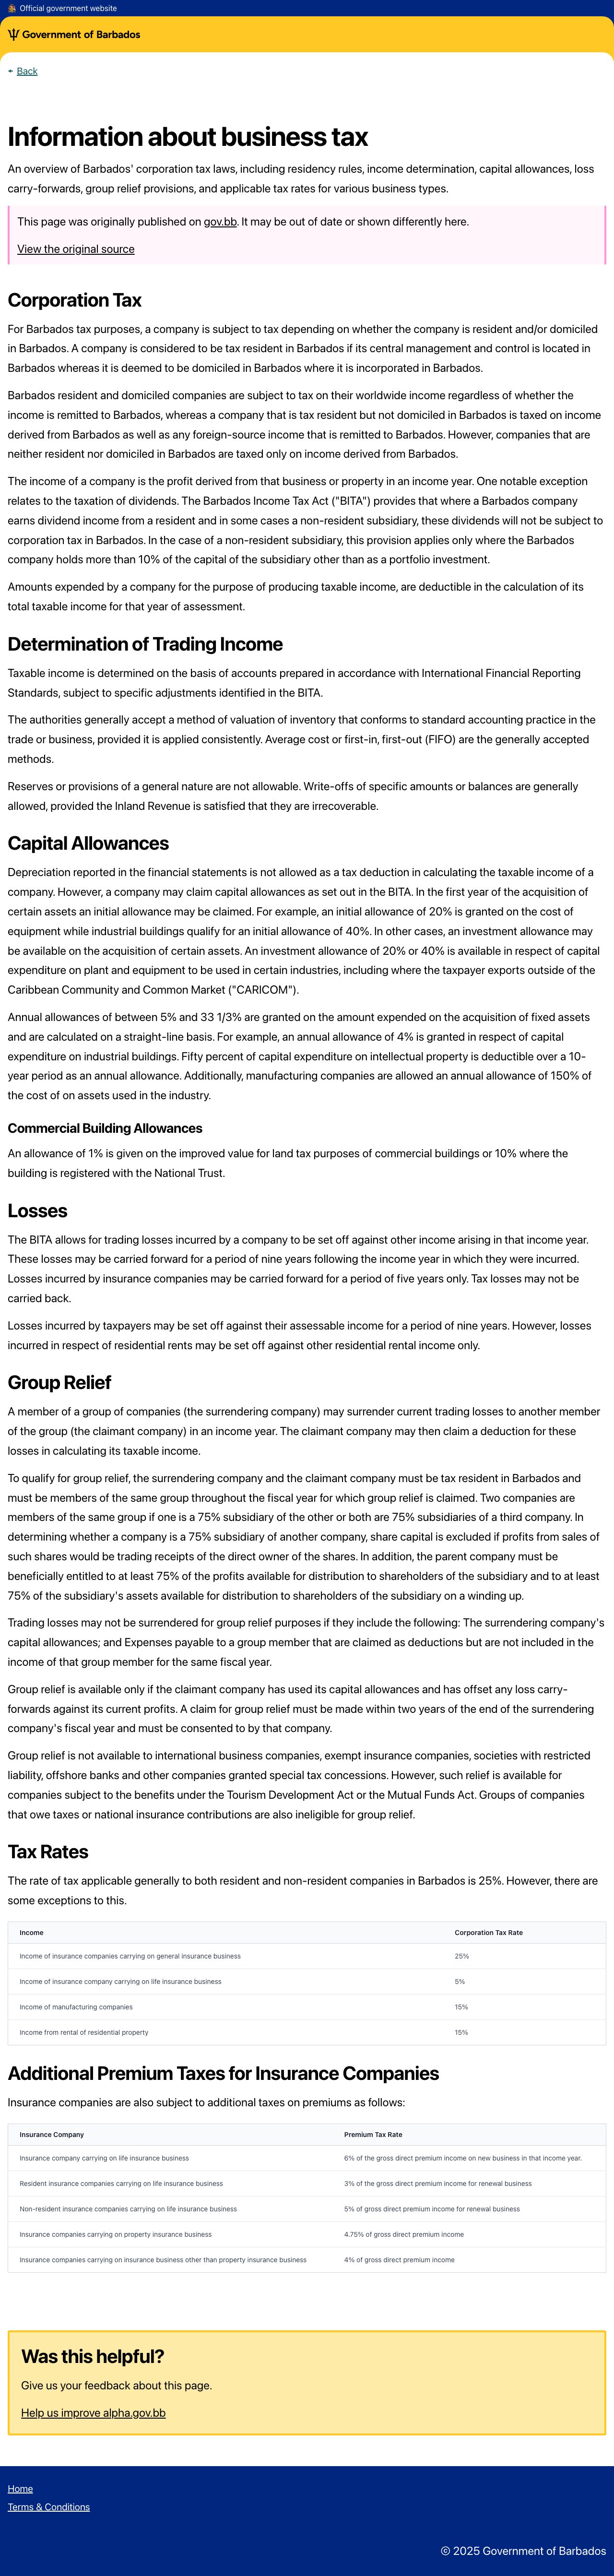 Official government website
Government of Barbados
← Back
Information about business tax
An overview of Barbados' corporation tax laws, including residency rules, income determination, capital allowances, loss
carry-forwards, group relief provisions, and applicable tax rates for various business types.
This page was originally published on gov.bb. It may be out of date or shown differently here.
View the original source
Corporation Tax
For Barbados tax purposes, a company is subject to tax depending on whether the company is resident and/or domiciled
in Barbados. A company is considered to be tax resident in Barbados if its central management and control is located in
Barbados whereas it is deemed to be domiciled in Barbados where it is incorporated in Barbados.
Barbados resident and domiciled companies are subject to tax on their worldwide income regardless of whether the
income is remitted to Barbados, whereas a company that is tax resident but not domiciled in Barbados is taxed on income
derived from Barbados as well as any foreign-source income that is remitted to Barbados. However, companies that are
neither resident nor domiciled in Barbados are taxed only on income derived from Barbados.
The income of a company is the profit derived from that business or property in an income year. One notable exception
relates to the taxation of dividends. The Barbados Income Tax Act ("BITA") provides that where a Barbados company
earns dividend income from a resident and in some cases a non-resident subsidiary, these dividends will not be subject to
corporation tax in Barbados. In the case of a non-resident subsidiary, this provision applies only where the Barbados
company holds more than 10% of the capital of the subsidiary other than as a portfolio investment.
Amounts expended by a company for the purpose of producing taxable income, are deductible in the calculation of its
total taxable income for that year of assessment.
Determination of Trading Income
Taxable income is determined on the basis of accounts prepared in accordance with International Financial Reporting
Standards, subject to specific adjustments identified in the BITA.
The authorities generally accept a method of valuation of inventory that conforms to standard accounting practice in the
trade or business, provided it is applied consistently. Average cost or first-in, first-out (FIFO) are the generally accepted
methods.
Reserves or provisions of a general nature are not allowable. Write-offs of specific amounts or balances are generally
allowed, provided the Inland Revenue is satisfied that they are irrecoverable.
Capital Allowances
Depreciation reported in the financial statements is not allowed as a tax deduction in calculating the taxable income of a
company. However, a company may claim capital allowances as set out in the BITA. In the first year of the acquisition of
certain assets an initial allowance may be claimed. For example, an initial allowance of 20% is granted on the cost of
equipment while industrial buildings qualify for an initial allowance of 40%. In other cases, an investment allowance may
be available on the acquisition of certain assets. An investment allowance of 20% or 40% is available in respect of capital
expenditure on plant and equipment to be used in certain industries, including where the taxpayer exports outside of the
Caribbean Community and Common Market ("CARICOM").
Annual allowances of between 5% and 33 1/3% are granted on the amount expended on the acquisition of fixed assets
and are calculated on a straight-line basis. For example, an annual allowance of 4% is granted in respect of capital
expenditure on industrial buildings. Fifty percent of capital expenditure on intellectual property is deductible over a 10-
year period as an annual allowance. Additionally, manufacturing companies are allowed an annual allowance of 150% of
the cost of on assets used in the industry.
Commercial Building Allowances
An allowance of 1% is given on the improved value for land tax purposes of commercial buildings or 10% where the
building is registered with the National Trust.
Losses
The BITA allows for trading losses incurred by a company to be set off against other income arising in that income year.
These losses may be carried forward for a period of nine years following the income year in which they were incurred.
Losses incurred by insurance companies may be carried forward for a period of five years only. Tax losses may not be
carried back.
Losses incurred by taxpayers may be set off against their assessable income for a period of nine years. However, losses
incurred in respect of residential rents may be set off against other residential rental income only.
Group Relief
A member of a group of companies (the surrendering company) may surrender current trading losses to another member
of the group (the claimant company) in an income year. The claimant company may then claim a deduction for these
losses in calculating its taxable income.
To qualify for group relief, the surrendering company and the claimant company must be tax resident in Barbados and
must be members of the same group throughout the fiscal year for which group relief is claimed. Two companies are
members of the same group if one is a 75% subsidiary of the other or both are 75% subsidiaries of a third company. In
determining whether a company is a 75% subsidiary of another company, share capital is excluded if profits from sales of
such shares would be trading receipts of the direct owner of the shares. In addition, the parent company must be
beneficially entitled to at least 75% of the profits available for distribution to shareholders of the subsidiary and to at least
75% of the subsidiary's assets available for distribution to shareholders of the subsidiary on a winding up.
Trading losses may not be surrendered for group relief purposes if they include the following: The surrendering company's
capital allowances; and Expenses payable to a group member that are claimed as deductions but are not included in the
income of that group member for the same fiscal year.
Group relief is available only if the claimant company has used its capital allowances and has offset any loss carry-
forwards against its current profits. A claim for group relief must be made within two years of the end of the surrendering
company's fiscal year and must be consented to by that company.
Group relief is not available to international business companies, exempt insurance companies, societies with restricted
liability, offshore banks and other companies granted special tax concessions. However, such relief is available for
companies subject to the benefits under the Tourism Development Act or the Mutual Funds Act. Groups of companies
that owe taxes or national insurance contributions are also ineligible for group relief.
Tax Rates
The rate of tax applicable generally to both resident and non-resident companies in Barbados is 25%. However, there are
some exceptions to this.
Income Corporation Tax Rate
Income of insurance companies carrying on general insurance business 25%
Income of Insurance company carrying on life insurance business 5%
Income of manufacturing companies 15%
Income from rental of residential property 15%
Additional Premium Taxes for Insurance Companies
Insurance companies are also subject to additional taxes on premiums as follows:
Insurance Company Premium Tax Rate
Insurance company carrying on life insurance business 6% of the gross direct premium income on new business in that income year.
Resident insurance companies carrying on life insurance business 3% of the gross direct premium income for renewal business
Non-resident insurance companies carrying on life insurance business 5% of gross direct premium income for renewal business
Insurance companies carrying on property insurance business 4.75% of gross direct premium income
Insurance companies carrying on insurance business other than property insurance business 4% of gross direct premium income
Was this helpful?
Give us your feedback about this page.
Help us improve alpha.gov.bb
Home
Terms & Conditions
© 2025 Government of Barbados